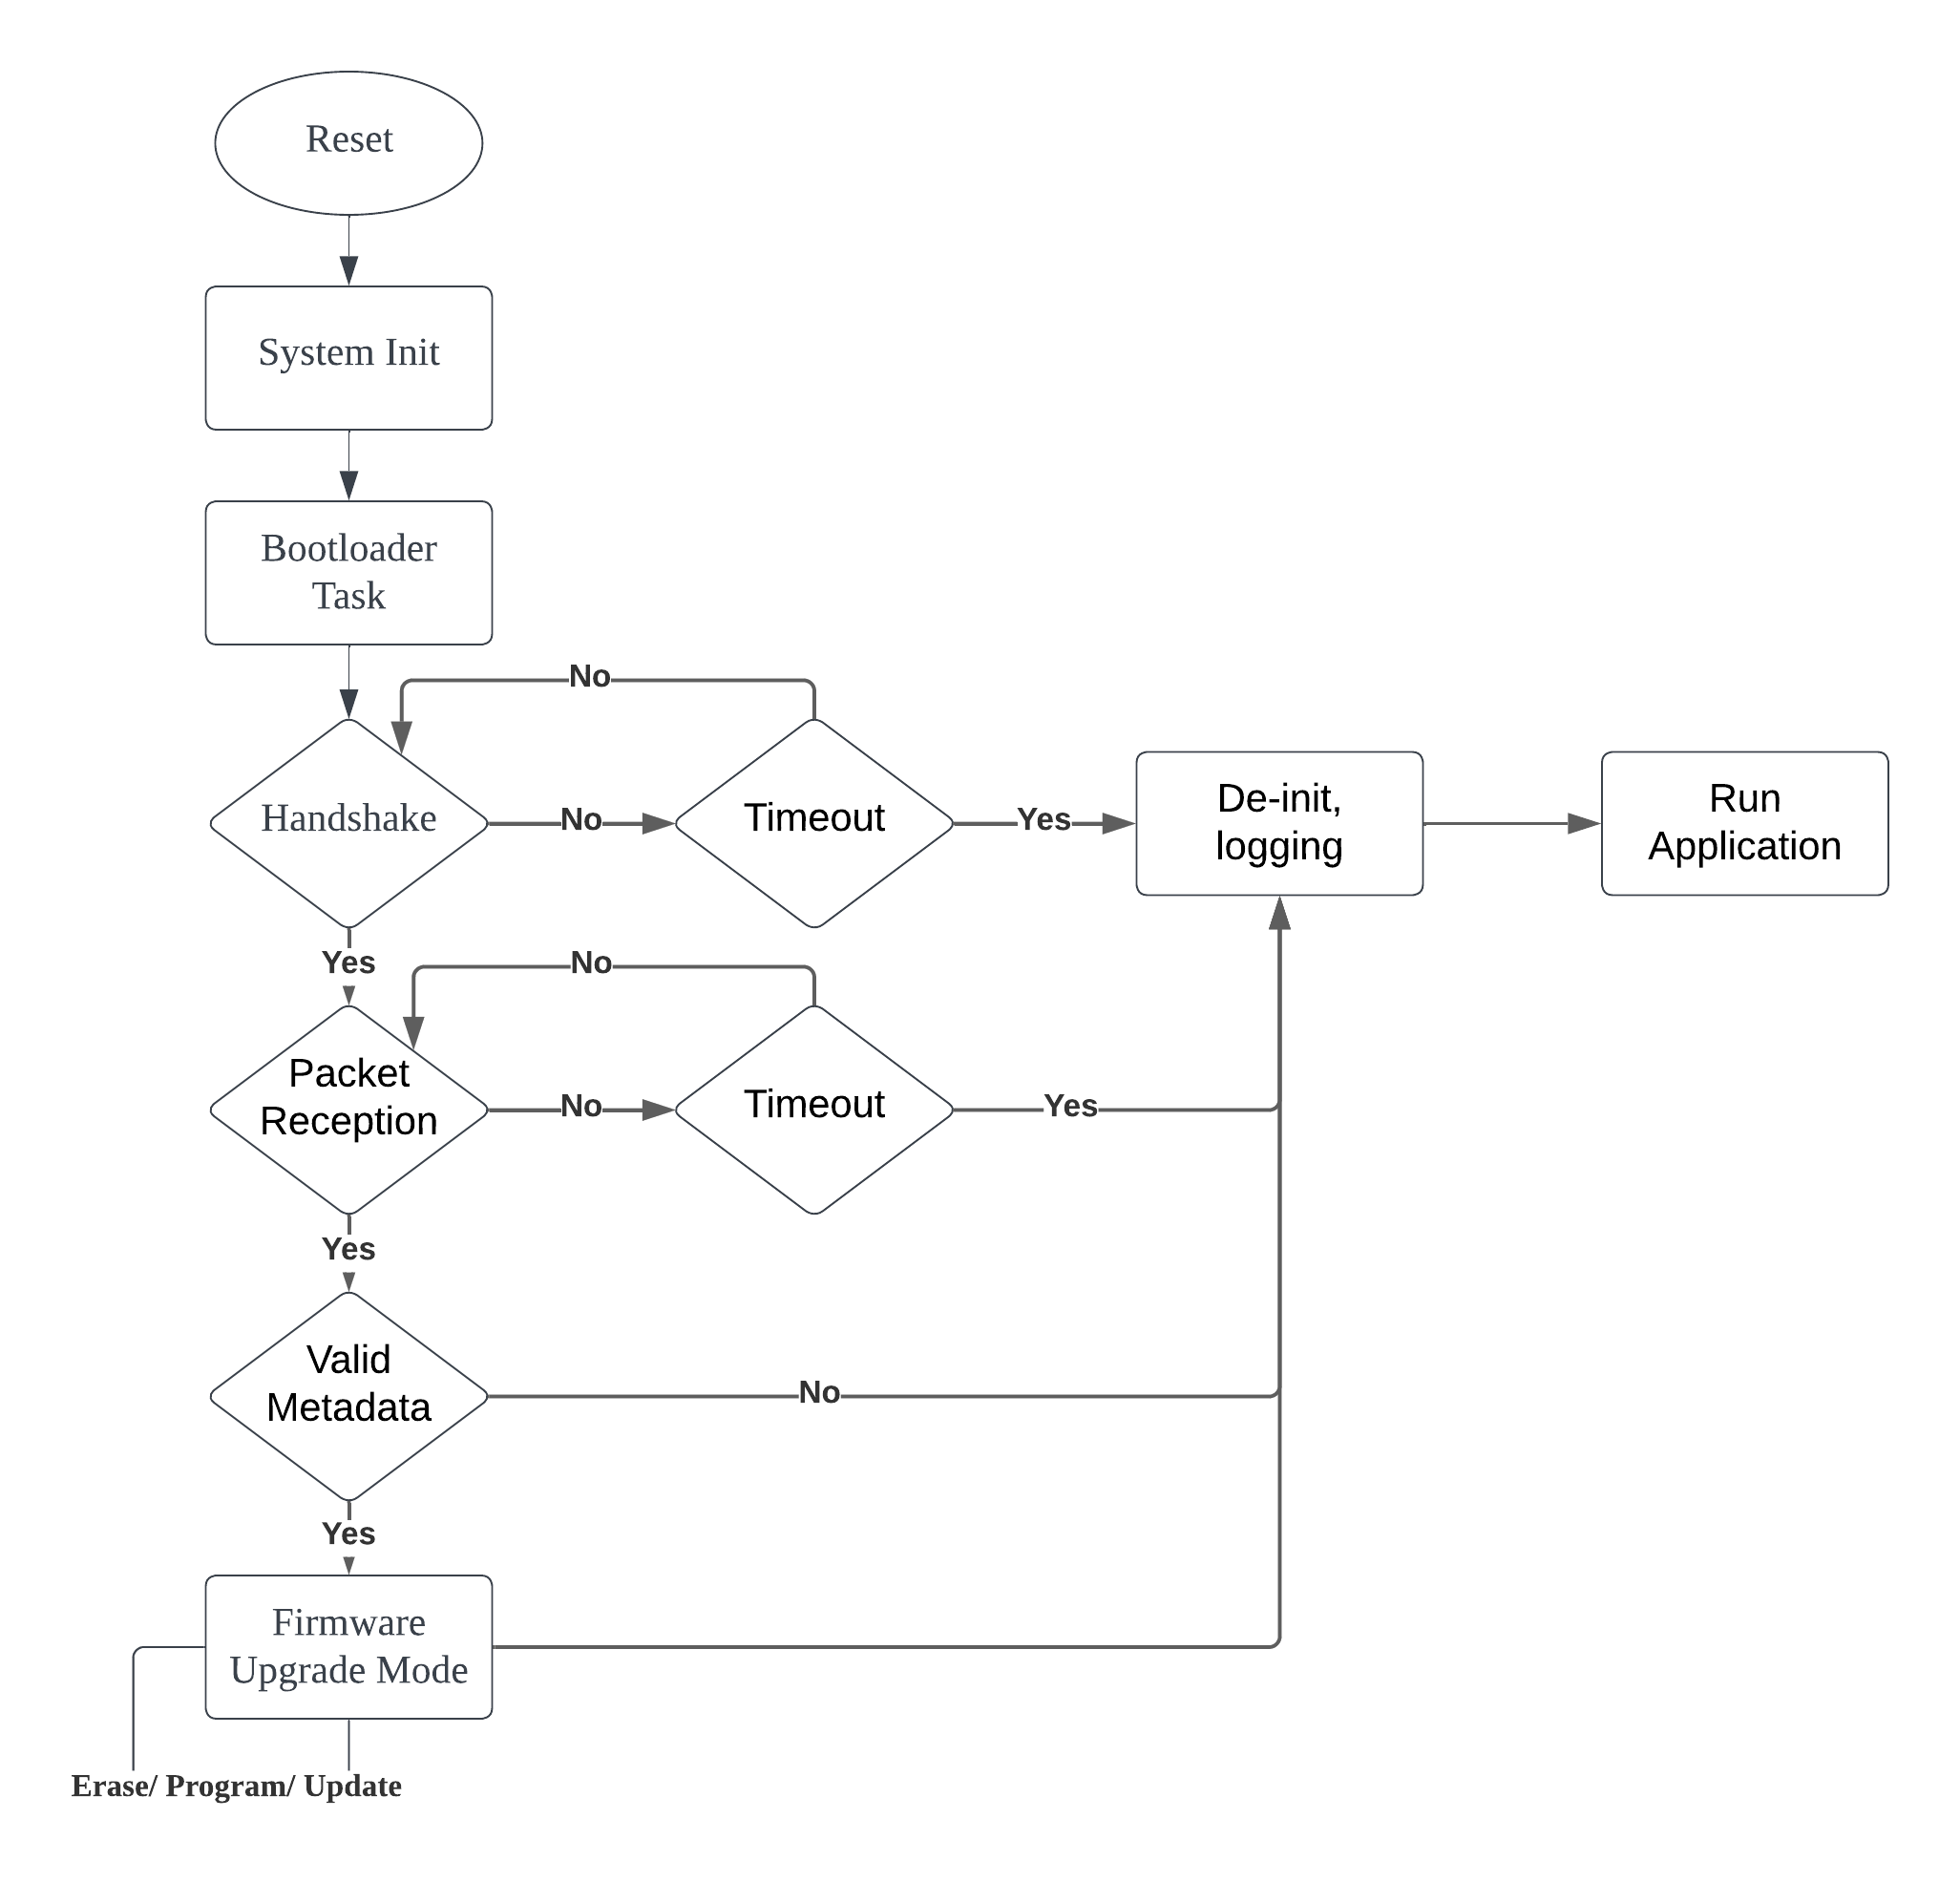 Reset
System Init
Bootloader
Task
No
Handshake
No
Timeout
Yes
De-init,
logging
Run
Application
Yes
No
Packet
Reception
No
Timeout
Yes
Yes
Valid
Metadata
No
Yes
Firmware
Upgrade Mode
Erase/ Program/ Update